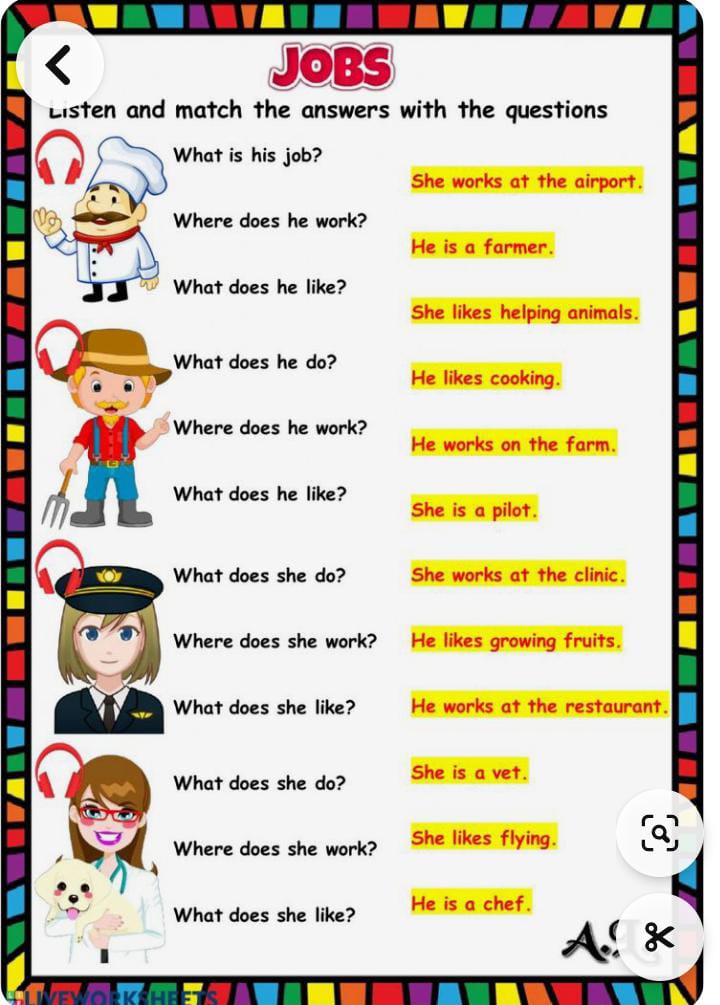 JOBS
Listen and match the answers with the questions
What is his job?
She works at the airport.
Where does he work?
He is a farmer.
What does he like?
She likes helping animals.
What does he do?
He likes cooking.
Where does he work?
He works on the farm.
What does he like?
She is a pilot.
What does she do?
She works at the clinic.
Where does she work?
He likes growing fruits.
What does she like?
He works at the restaurant.
She is a vet.
What does she do?
She likes flying.
Where does she work?
He is a chef.
What does she like?
LIVEWORKSHEETS